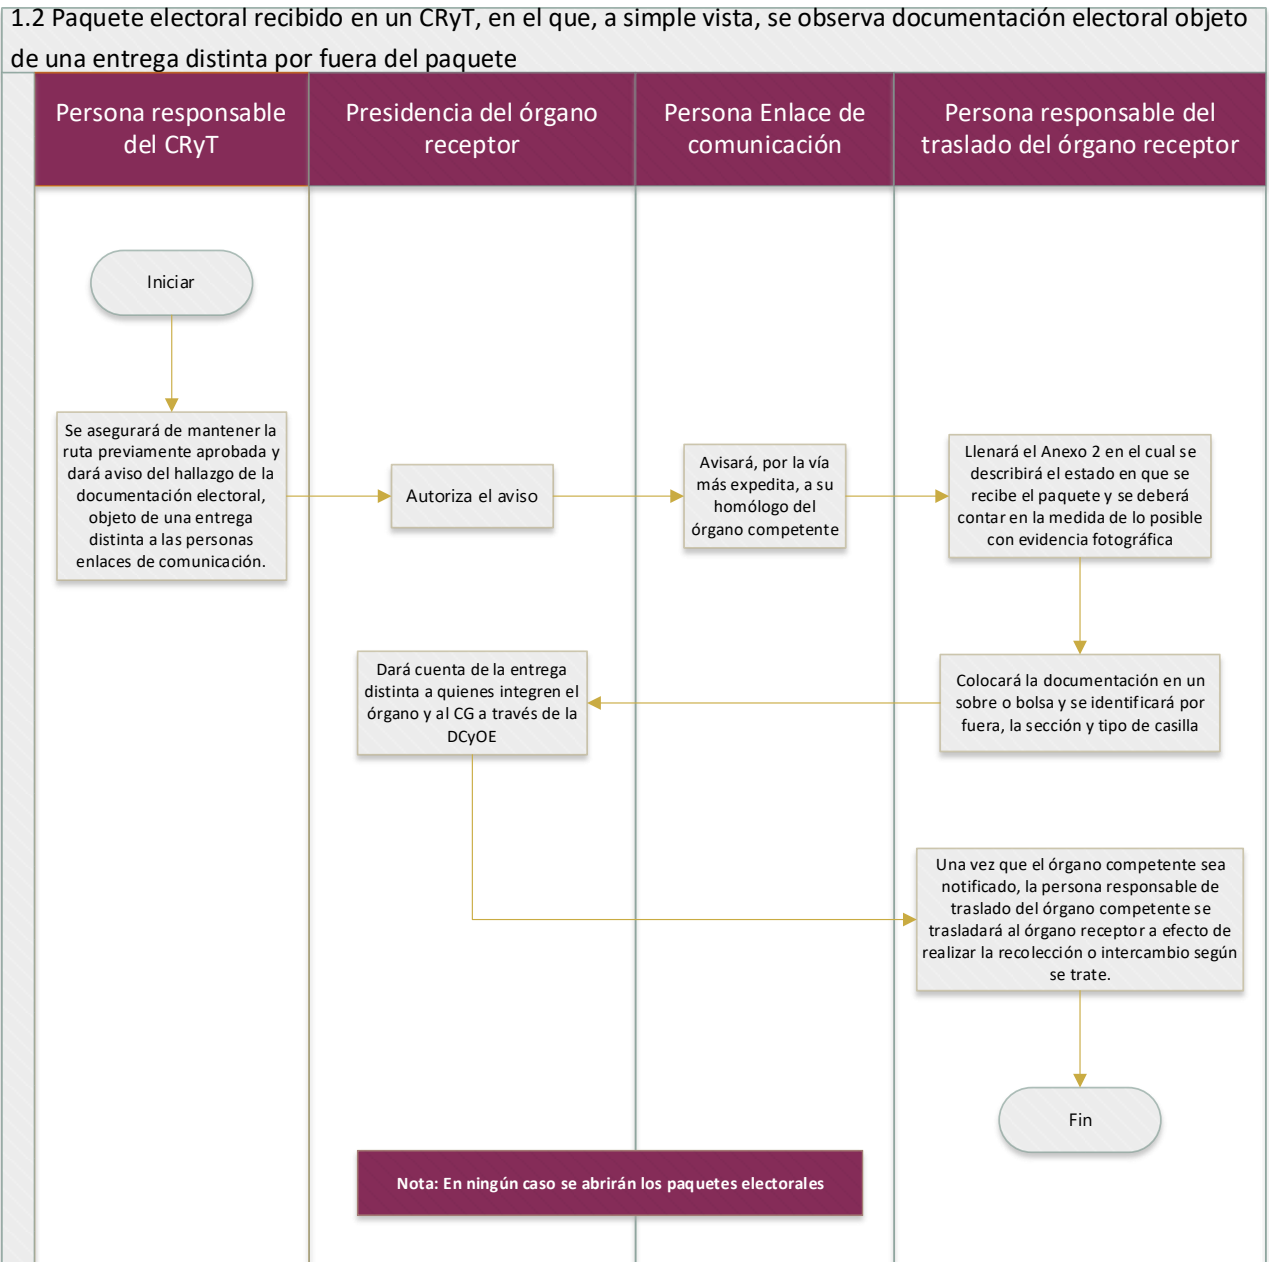 1.2 Paquete electoral recibido en un CRyT, en el que, a simple vista, se observa documentación electoral objeto
de una entrega distinta por fuera del paquete
Persona responsable
del CRyT
Presidencia del órgano
receptor
Persona Enlace de
comunicación
Persona responsable del
traslado del órgano receptor
Iniciar
Se asegurará de mantener la
ruta previamente aprobada y
dará aviso del hallazgo de la
documentación electoral,
objeto de una entrega
distinta a las personas
enlaces de comunicación.
Autoriza el aviso
Avisará, por la vía
más expedita, a su
homólogo del
órgano competente
Llenará el Anexo 2 en el cual se
describirá el estado en que se
recibe el paquete y se deberá
contar en la medida de lo posible
con evidencia fotográfica
Colocará la documentación en un
sobre o bolsa y se identificará por
fuera, la sección y tipo de casilla
Dará cuenta de la entrega
distinta a quienes integren el
órgano y al CG a través de la
DCyOE
Una vez que el órgano competente sea
notificado, la persona responsable de
traslado del órgano competente se
trasladará al órgano receptor a efecto de
realizar la recolección o intercambio según
se trate.
Fin
Nota: En ningún caso se abrirán los paquetes electorales